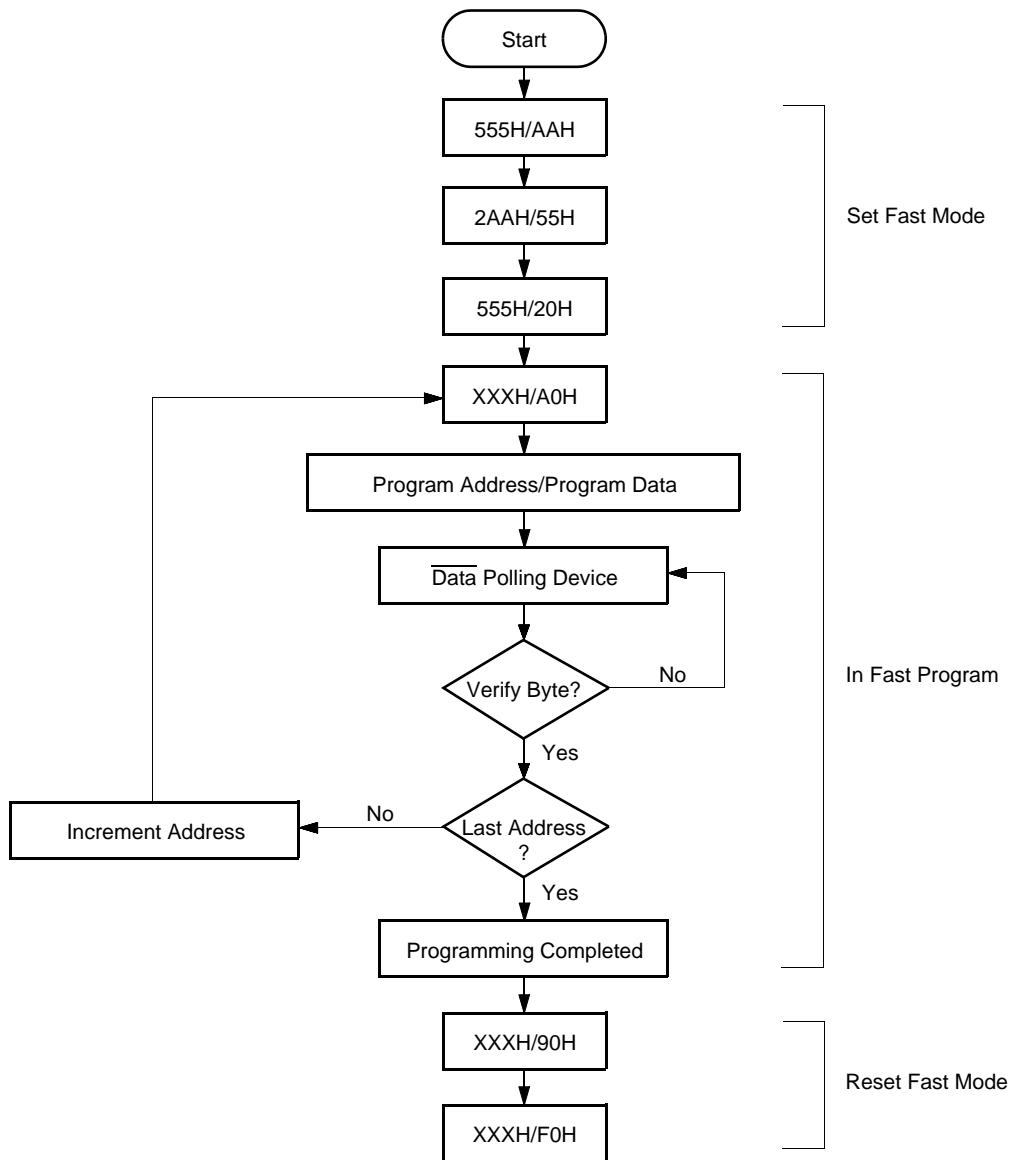 Start
555H/AAH
2AAH/55H
Set Fast Mode
555H/20H
XXXH/A0H
Program Address/Program Data
Data Polling Device
Verify Byte?
No
In Fast Program
Yes
Increment Address
No
Last Address
?
Yes
Programming Completed
XXXH/90H
Reset Fast Mode
XXXH/F0H